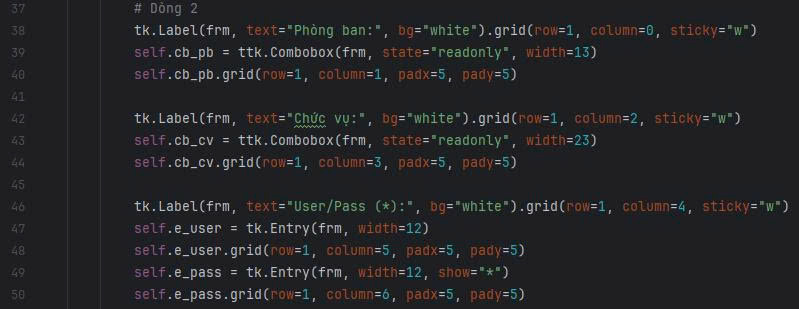 37 # Dòng 2
38 tk.Label(frm, text="Phòng ban:", bg="white").grid(row=1, column=0, sticky="w")
39 self.cb_pb = ttk.Combobox(frm, state="readonly", width=13)
40 self.cb_pb.grid(row=1, column=1, padx=5, pady=5)
41
42 tk.Label(frm, text="Chức vụ:", bg="white").grid(row=1, column=2, sticky="w")
43 self.cb_cv = ttk.Combobox(frm, state="readonly", width=23)
44 self.cb_cv.grid(row=1, column=3, padx=5, pady=5)
45
46 tk.Label(frm, text="User/Pass (*):", bg="white").grid(row=1, column=4, sticky="w")
47 self.e_user = tk.Entry(frm, width=12)
48 self.e_user.grid(row=1, column=5, padx=5, pady=5)
49 self.e_pass = tk.Entry(frm, width=12, show="*")
50 self.e_pass.grid(row=1, column=6, padx=5, pady=5)